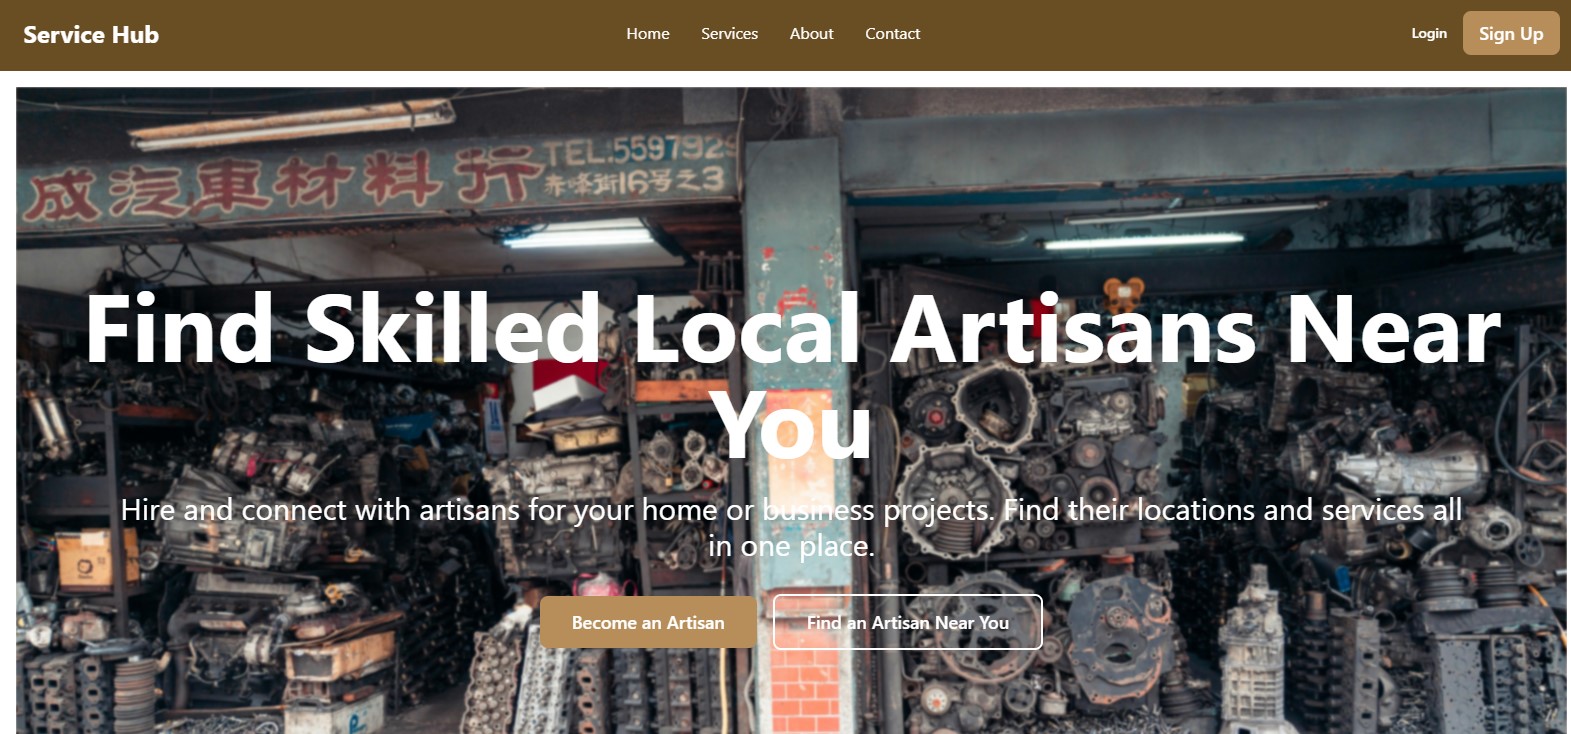 Service Hub
Home
Services
About
Contact
Login
Sign Up
成汽車材料行
TEL:5597929
赤峰街16号之3
Find Skilled Local Artisans Near
You
Hire and connect with artisans for your home or business projects. Find their locations and services all
in one place.
Become an Artisan
Find an Artisan Near You